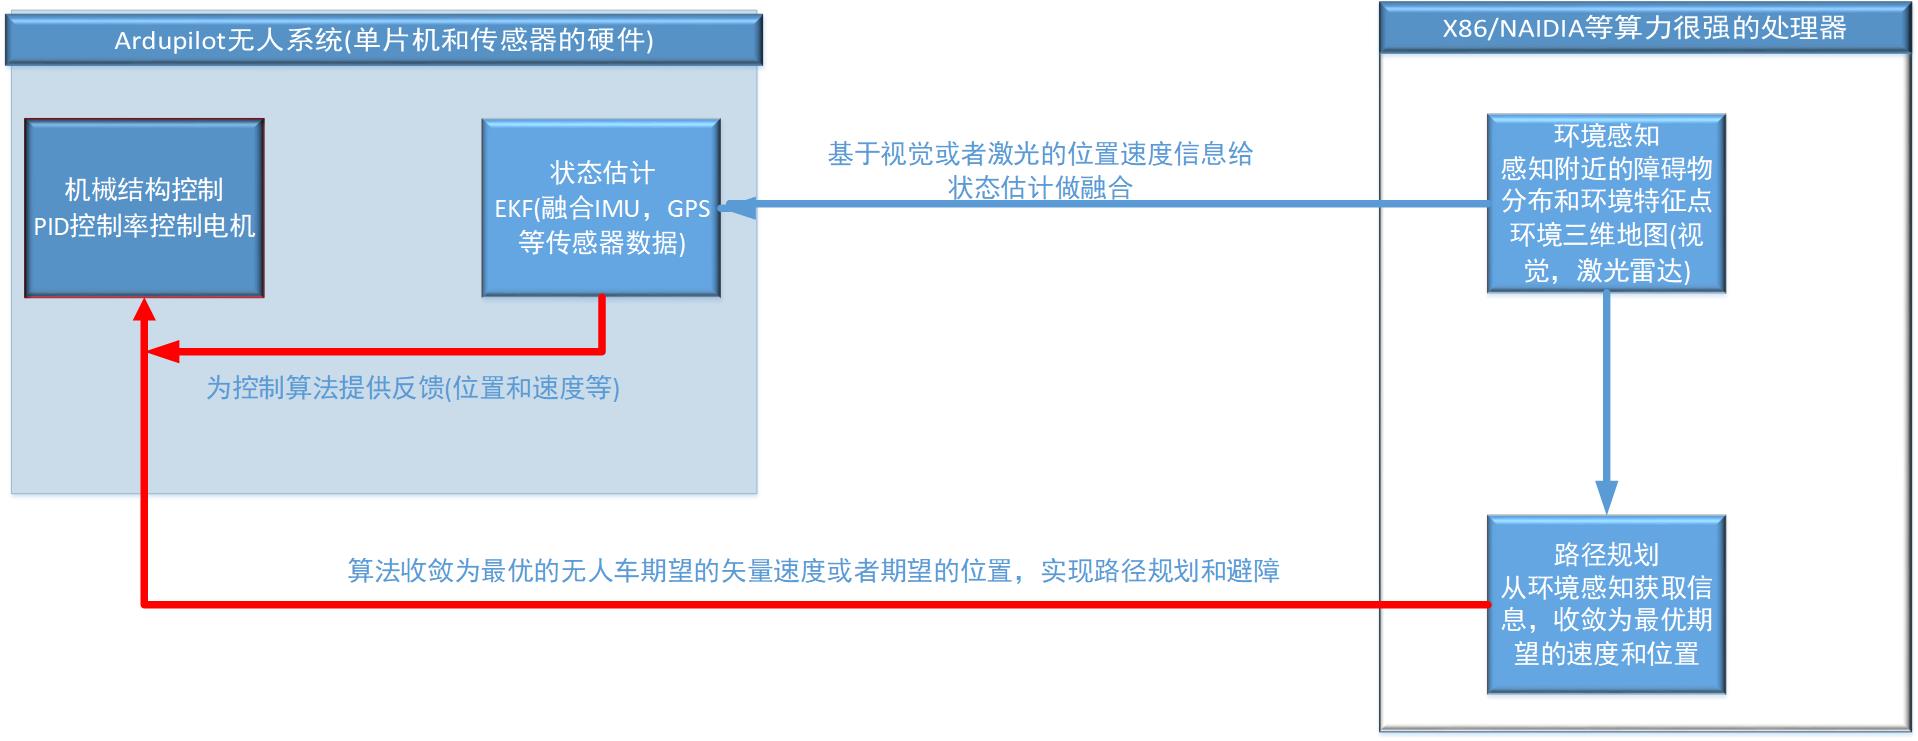 Ardupilot无人系统(单片机和传感器的硬件)
X86/NAIDIA等算力很强的处理器
机械结构控制
PID控制率控制电机
状态估计
EKF(融合IMU，GPS
等传感器数据)
基于视觉或者激光的位置速度信息给
状态估计做融合
环境感知
感知附近的障碍物
分布和环境特征点
环境三维地图(视
觉，激光雷达)
为控制算法提供反馈(位置和速度等)
算法收敛为最优的无人车期望的矢量速度或者期望的位置，实现路径规划和避障
路径规划
从环境感知获取信
息，收敛为最优期
望的速度和位置